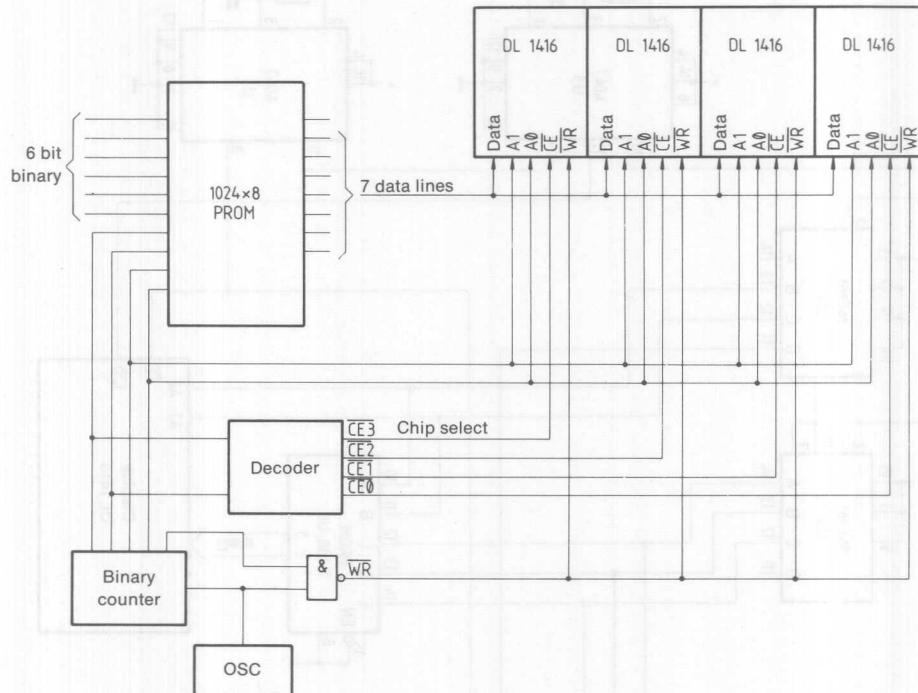 DL 1416 DL 1416 DL 1416 DL 1416
Data A1 A0 CE WR Data A1 A0 CE WR Data A1 A0 CE WR Data A1 A0 CE WR
6 bit
binary
1024×8
PROM
7 data lines
CE3 Chip select
CE2
CE1
CE0
Decoder
Binary
counter
&
WR
OSC